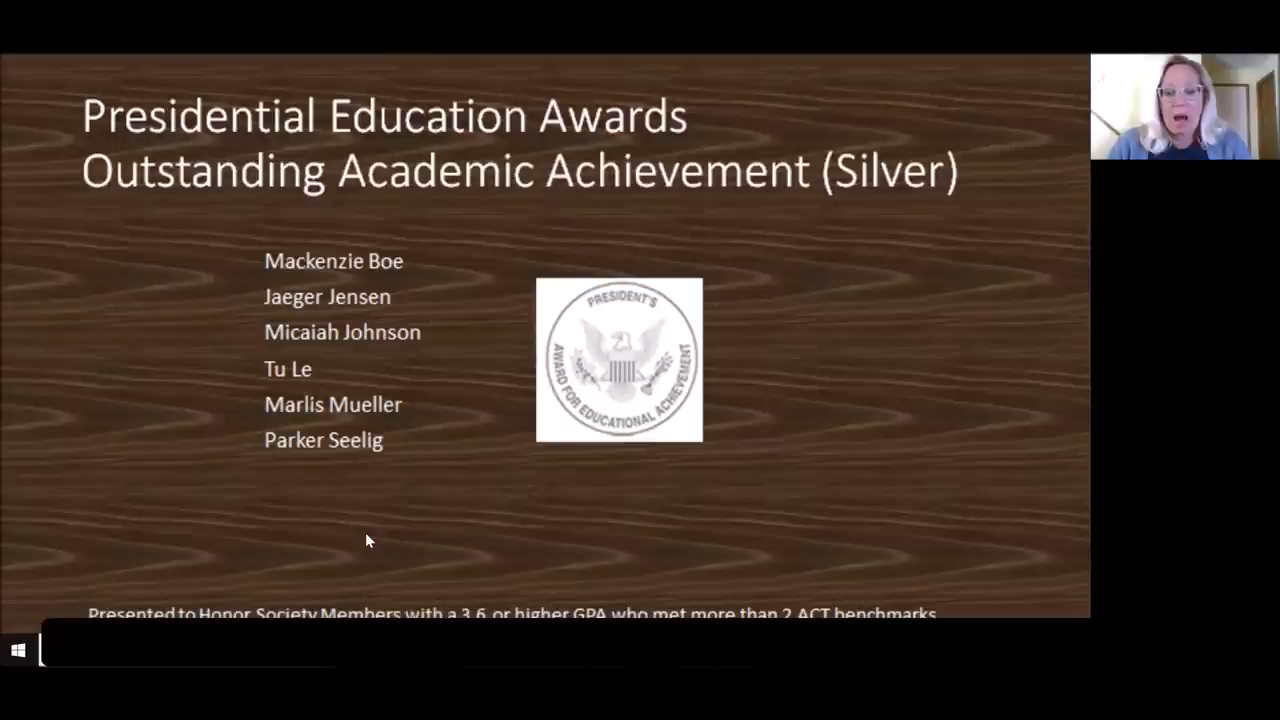 Presidential Education Awards
Outstanding Academic Achievement (Silver)
Mackenzie Boe
Jaeger Jensen
Micaiah Johnson
Tu Le
Marlis Mueller
Parker Seelig
PRESIDENT'S
AWARD FOR EDUCATIONAL ACHIEVEMENT
Presented to Honor Society Members with a 3.6 or higher GPA who met more than 2 ACT benchmarks